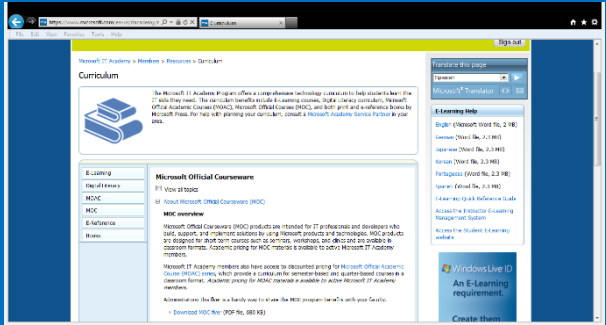 https://www.microsoft.com/en-us/itacademy/
Curriculum
File Edit View Favorites Tools Help
Sign out
Microsoft IT Academy > Members > Resources > Curriculum
Curriculum
The Microsoft IT Academy Program offers a comprehensive technology curriculum to help students learn the
IT skills they need. The curriculum benefits include E-Learning courses, Digital Literacy curriculum, Microsoft
Official Academic Courses (MOAC), Microsoft Official Courses (MOC), and both print and e-reference books by
Microsoft Press. For help with planning your curriculum, consult a Microsoft Academy Service Partner in your
area.
E-Learning
Digital Literacy
MOAC
MOC
E-Reference
Books
Microsoft Official Courseware (MOC)
View all topics
About Microsoft Official Courseware (MOC)
MOC overview
Microsoft Official Courseware (MOC) products are intended for IT professionals and developers who
build, support, and implement solutions by using Microsoft products and technologies. MOC products
are designed for short term courses such as seminars, workshops, and clinics and are available in
classroom formats. Academic pricing for MOC materials is available to active Microsoft IT Academy
members.
Microsoft IT Academy members also have access to discounted pricing for Microsoft Official Academic
Course (MOAC) series, which provide a curriculum for semester-based and quarter-based courses in a
classroom format. Academic pricing for MOAC materials is available to active Microsoft IT Academy
members.
Administrators: this flyer is a handy way to share the MOC program benefits with your faculty.
Download MOC flyer (PDF file, 680 KB)
Translate this page
Spanish
Microsoft® Translator
E-Learning Help
English (Microsoft Word file, 2 MB)
German (Word file, 2.3 MB)
Japanese (Word file, 2.3 MB)
Korean (Word file, 2.3 MB)
Portuguese (Word file, 2.3 MB)
Spanish (Word file, 2.3 MB)
E-Learning Quick Reference Guide
Access the Instructor E-Learning
Management System
Access the Student E-Learning
website
Windows Live ID
An E-Learning
requirement.
Create them